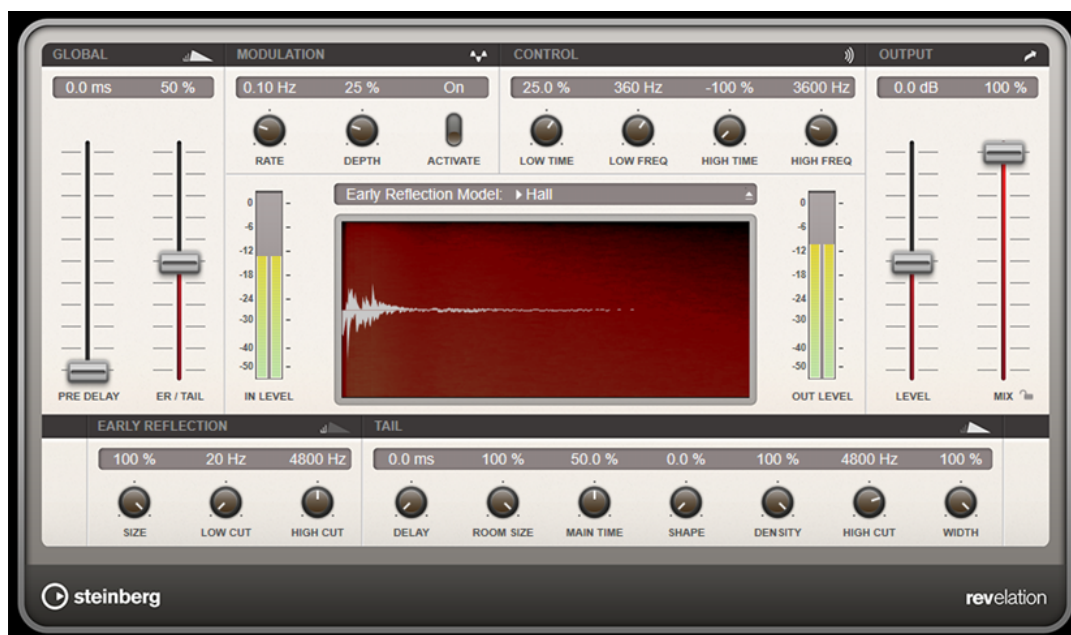 GLOBAL MODULATION CONTROL OUTPUT
0.0 ms 50 % 0.10 Hz 25 % On 25.0 % 360 Hz -100 % 3600 Hz 0.0 dB 100 %
RATE DEPTH ACTIVATE LOW TIME LOW FREQ HIGH TIME HIGH FREQ
Early Reflection Model: Hall
0 0
-6 -6
-12 -12
-18 -18
-24 -24
-30 -30
-40 -40
-50 -50
PRE DELAY ER / TAIL IN LEVEL OUT LEVEL LEVEL MIX
EARLY REFLECTION TAIL
100 % 20 Hz 4800 Hz 0.0 ms 100 % 50.0 % 0.0 % 100 % 4800 Hz 100 %
SIZE LOW CUT HIGH CUT DELAY ROOM SIZE MAIN TIME SHAPE DENSITY HIGH CUT WIDTH
steinberg revelation